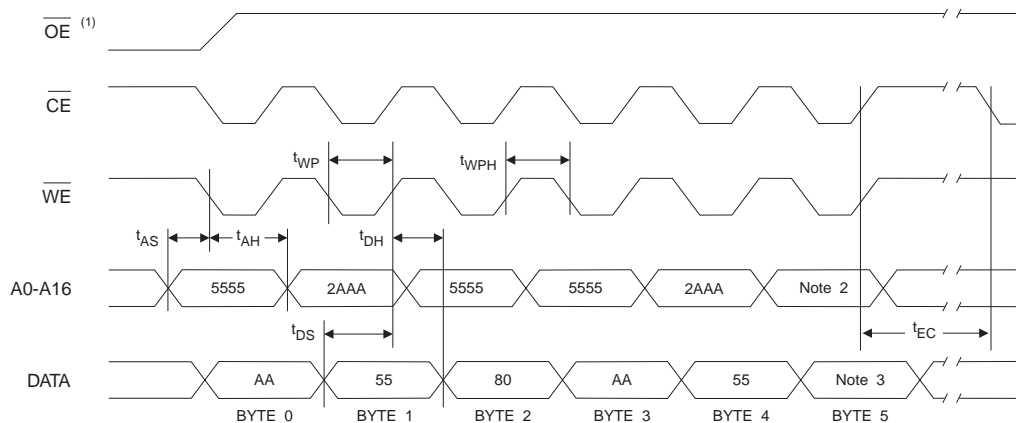 OE (1)
CE
tWP
tWPH
WE
tAS
tAH
tDH
A0-A16
5555
2AAA
5555
5555
2AAA
Note 2
tDS
tEC
DATA
AA
55
80
AA
55
Note 3
BYTE 0
BYTE 1
BYTE 2
BYTE 3
BYTE 4
BYTE 5